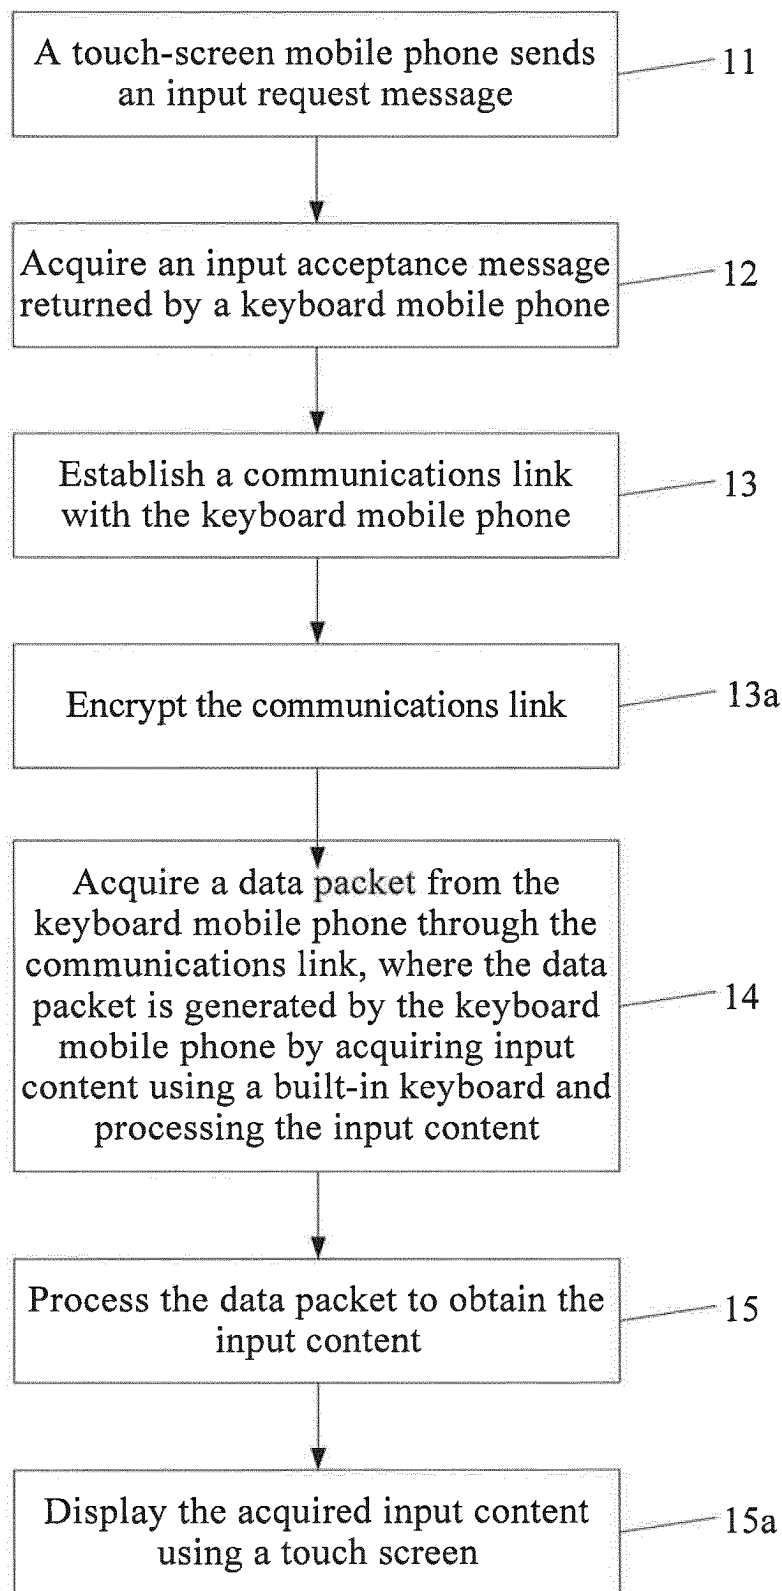 A touch-screen mobile phone sends
an input request message
11
Acquire an input acceptance message
returned by a keyboard mobile phone
12
Establish a communications link
with the keyboard mobile phone
13
Encrypt the communications link
13a
Acquire a data packet from the
keyboard mobile phone through the
communications link, where the data
packet is generated by the keyboard
mobile phone by acquiring input
content using a built-in keyboard and
processing the input content
14
Process the data packet to obtain the
input content
15
Display the acquired input content
using a touch screen
15a